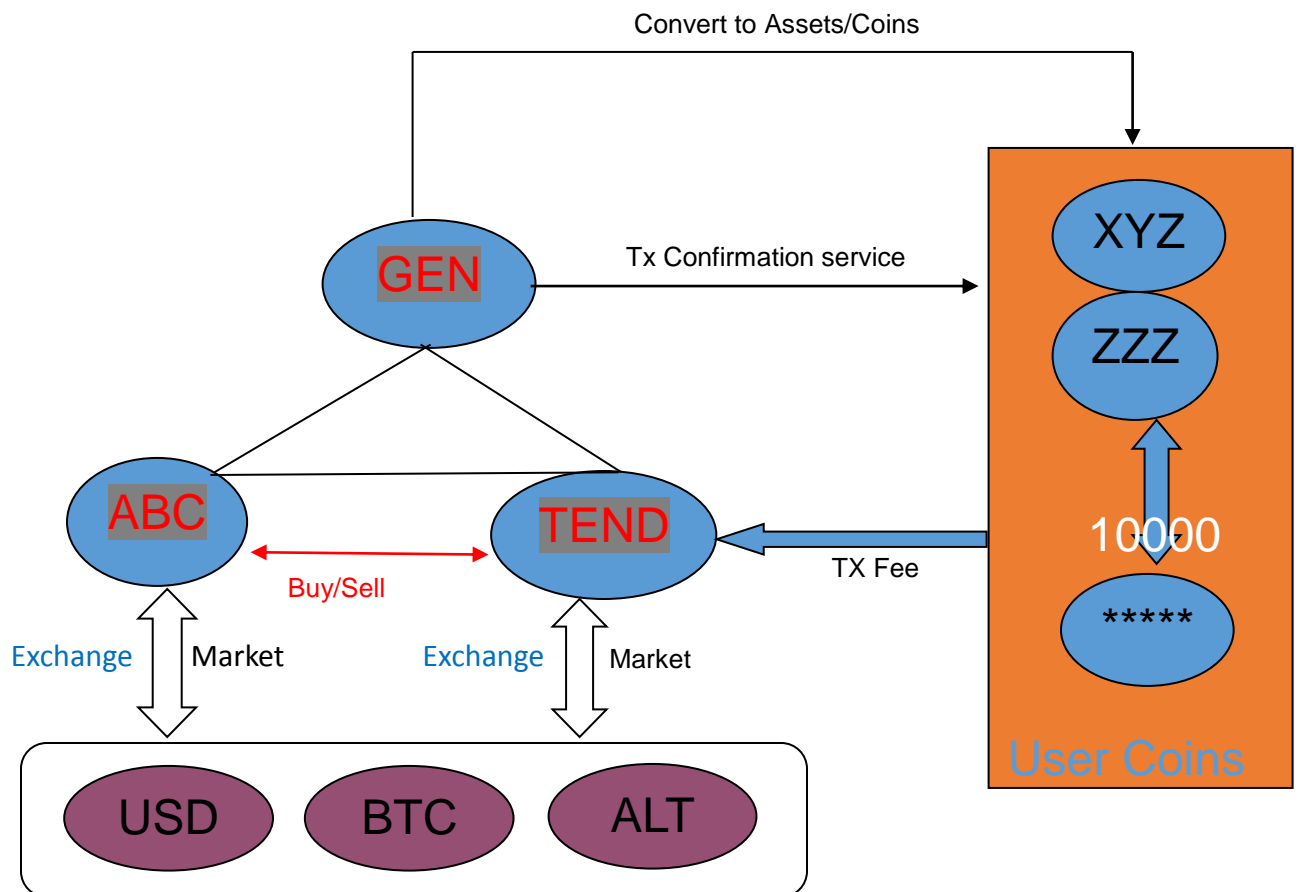 Convert to Assets/Coins
XYZ
GEN
Tx Confirmation service
ZZZ
ABC
TEND
10000
Buy/Sell
TX Fee
*****
Exchange
Market
Exchange
Market
User Coins
USD
BTC
ALT